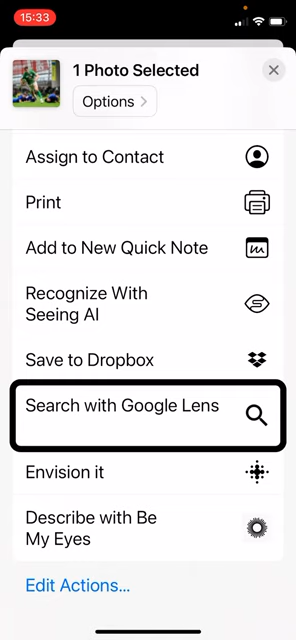 15:33
1 Photo Selected
Options
Assign to Contact
Print
Add to New Quick Note
Recognize With
Seeing AI
Save to Dropbox
Search with Google Lens
Envision it
Describe with Be
My Eyes
Edit Actions...